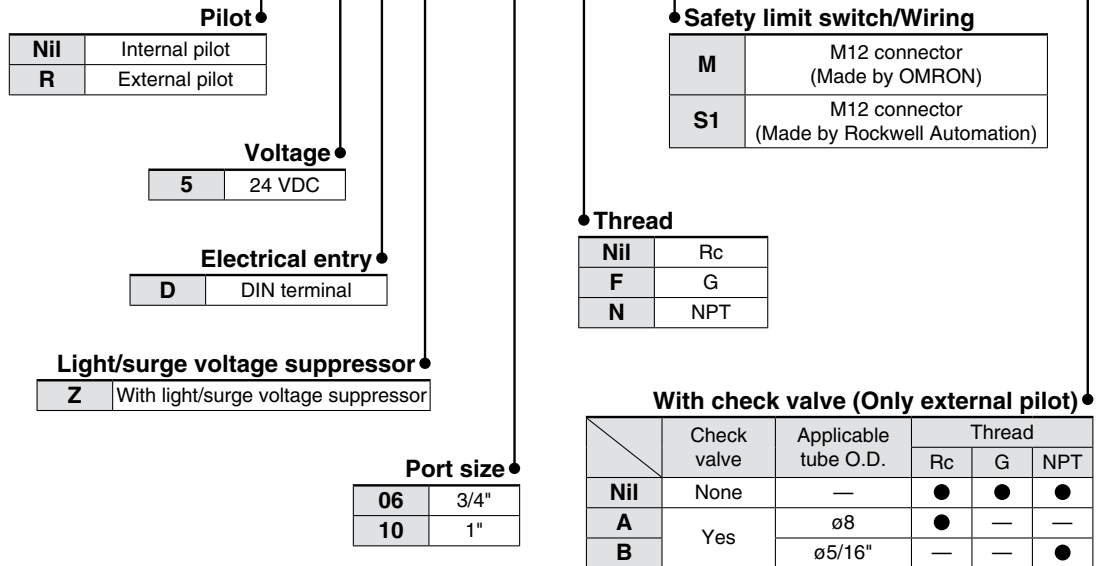 Pilot
Nil Internal pilot
R External pilot
Voltage
5 24 VDC
Electrical entry
D DIN terminal
Light/surge voltage suppressor
Z With light/surge voltage suppressor
Port size
06 3/4"
10 1"
Safety limit switch/Wiring
M M12 connector
(Made by OMRON)
S1 M12 connector
(Made by Rockwell Automation)
Thread
Nil Rc
F G
N NPT
With check valve (Only external pilot)
Check valve Applicable tube O.D. Thread
Rc G NPT
Nil None — ● ● ●
A Yes ø8 ● — —
B ø5/16" — — ●